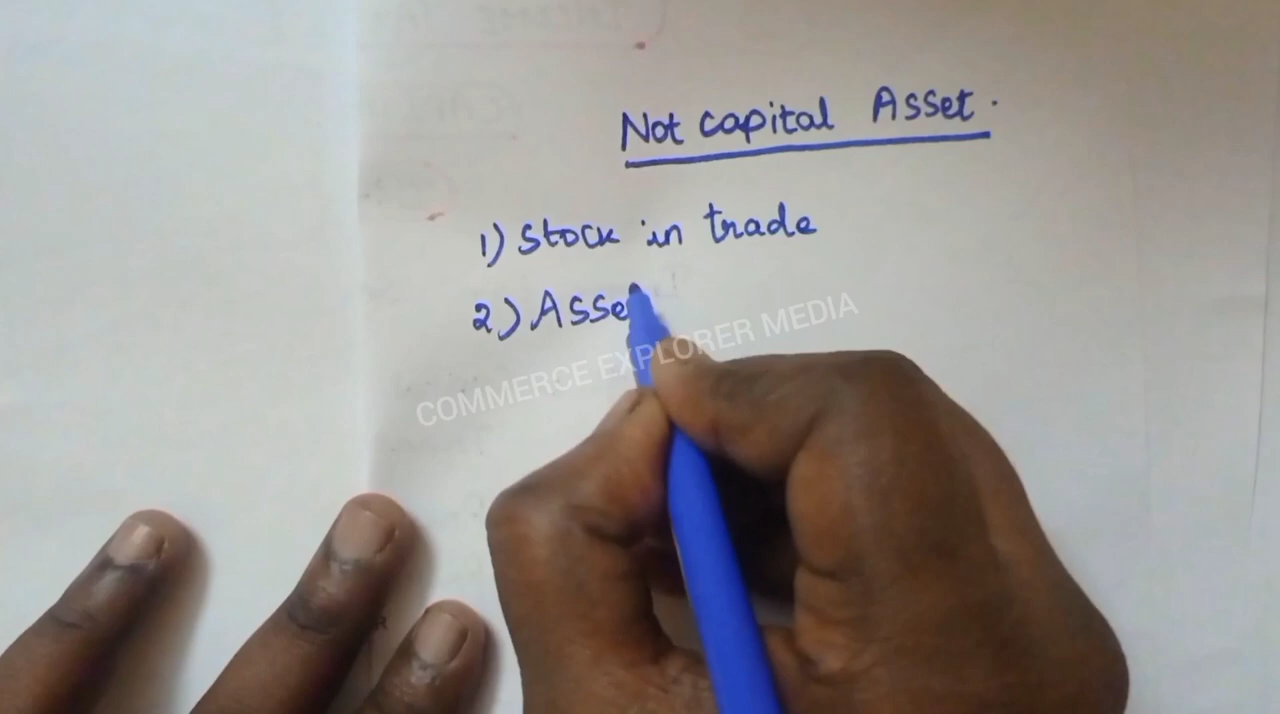 Not capital Asset.
1) Stock in trade
2) Asse
COMMERCE EXPLORER MEDIA